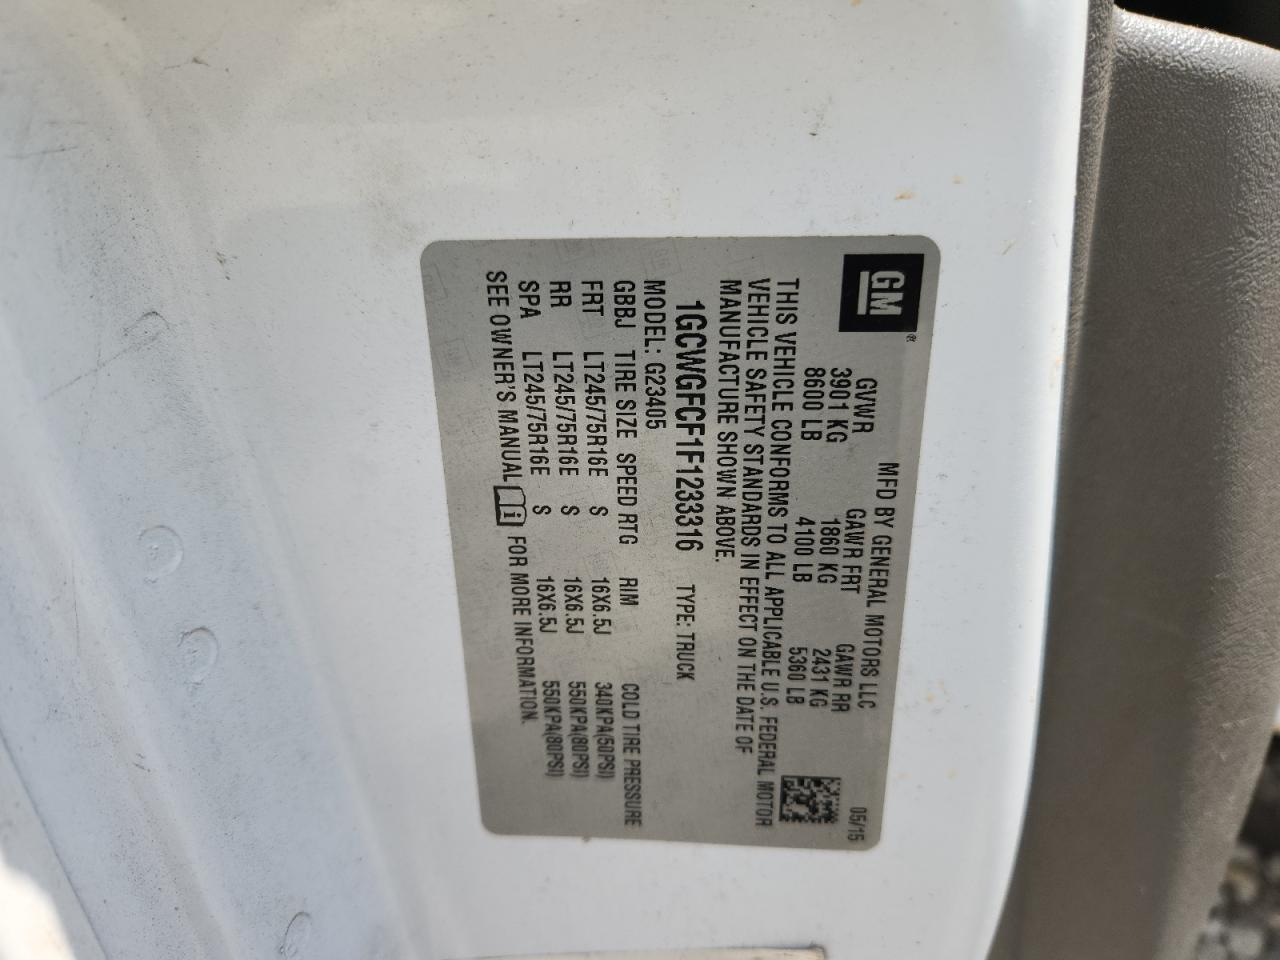 GM®
MFD BY GENERAL MOTORS LLC 05/15
GVWR GAWR FRT GAWR RR
3901 KG 1860 KG 2431 KG
8600 LB 4100 LB 5360 LB
THIS VEHICLE CONFORMS TO ALL APPLICABLE U.S. FEDERAL MOTOR
VEHICLE SAFETY STANDARDS IN EFFECT ON THE DATE OF
MANUFACTURE SHOWN ABOVE.
1GCWGFCF1F1233316 TYPE: TRUCK
MODEL: G23405
GBBJ TIRE SIZE SPEED RTG RIM COLD TIRE PRESSURE
FRT LT245/75R16E S 16X6.5J 340KPA(50PSI)
RR LT245/75R16E S 16X6.5J 550KPA(80PSI)
SPA LT245/75R16E S 16X6.5J 550KPA(80PSI)
SEE OWNER'S MANUAL i FOR MORE INFORMATION.